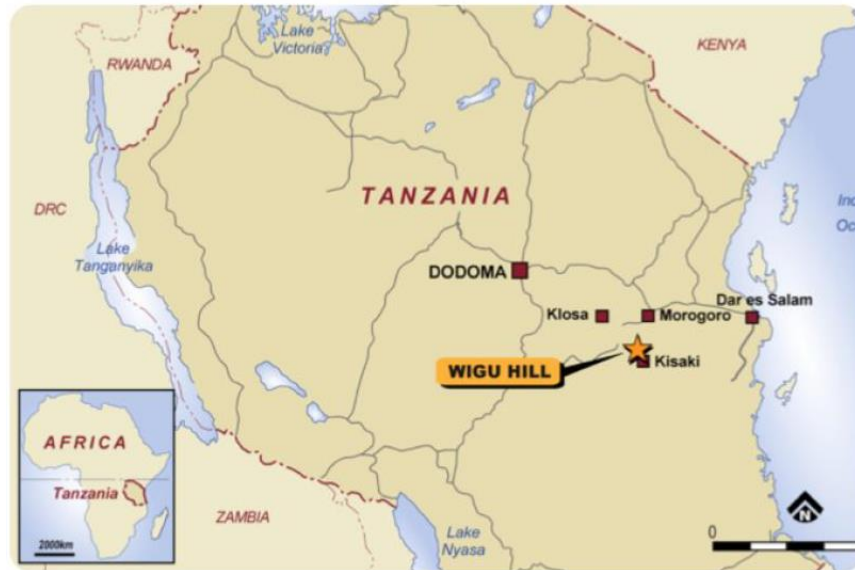 Lake
Victoria
KENYA
RWANDA
TANZANIA
DRC
Lake
Tanganyika
DODOMA
Klosa
Morogoro
Dar es Salam
WIGU HILL
Kisaki
AFRICA
Tanzania
2000km
ZAMBIA
Lake
Nyasa
N
0